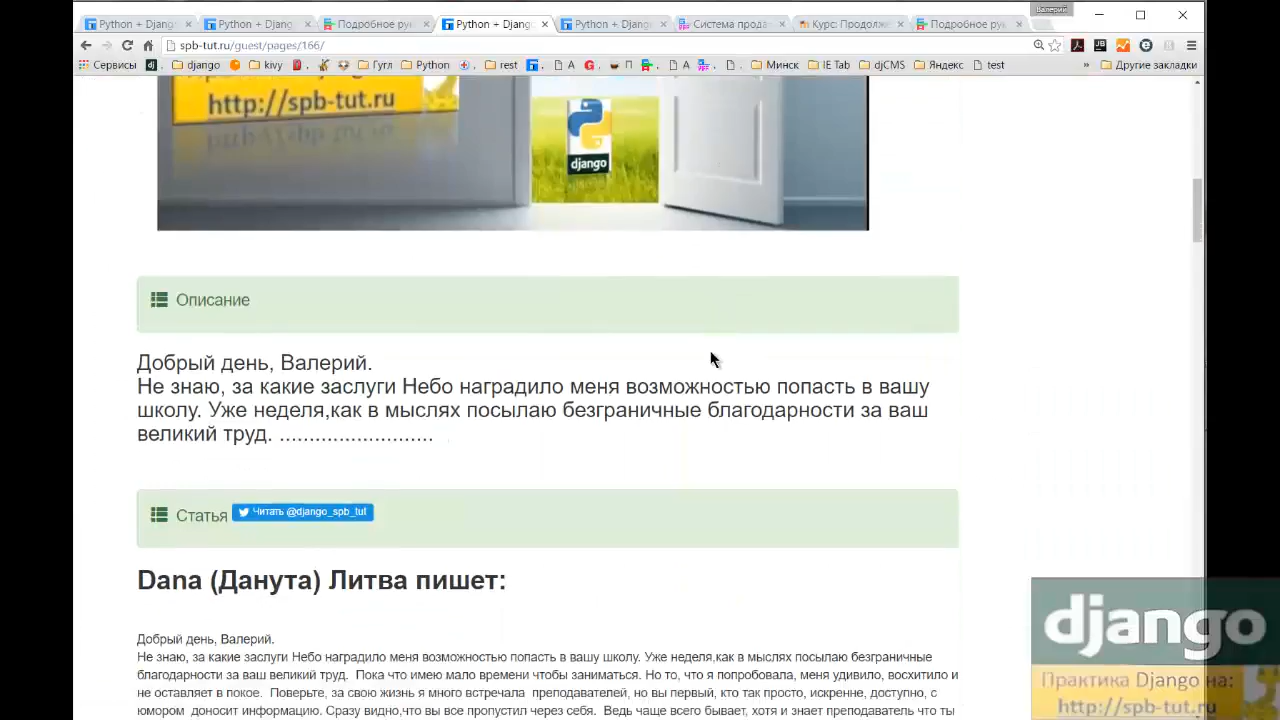 Валерий
Python + Djang
Python + Djang
Подробное рук
Python + Djang
Python + Djang
Система прода
Курс: Продолж
Подробное рук
spb-tut.ru/guest/pages/166/
Сервисы
django
kivy
Гугл
Python
rest
A
П
A
Минск
IE Tab
djCMS
Яндекс
test
»
Другие закладки
http://spb-tut.ru
django
Описание
Добрый день, Валерий.
Не знаю, за какие заслуги Небо наградило меня возможностью попасть в вашу
школу. Уже неделя,как в мыслях посылаю безграничные благодарности за ваш
великий труд. ..........................
Статья
Читать @django_spb_tut
Dana (Данута) Литва пишет:
Добрый день, Валерий.
Не знаю, за какие заслуги Небо наградило меня возможностью попасть в вашу школу. Уже неделя,как в мыслях посылаю безграничные
благодарности за ваш великий труд.  Пока что имею мало времени чтобы заниматься. Но то, что я попробовала, меня удивило, восхитило и
не оставляет в покое.  Поверьте, за свою жизнь я много встречала  преподавателей, но вы первый, кто так просто, искренне, доступно, с
юмором  доносит информацию. Сразу видно,что вы все пропустил через себя.  Ведь чаще всего бывает, хотя и знает преподаватель что ты
django
Практика Django на:
http://spb-tut.ru